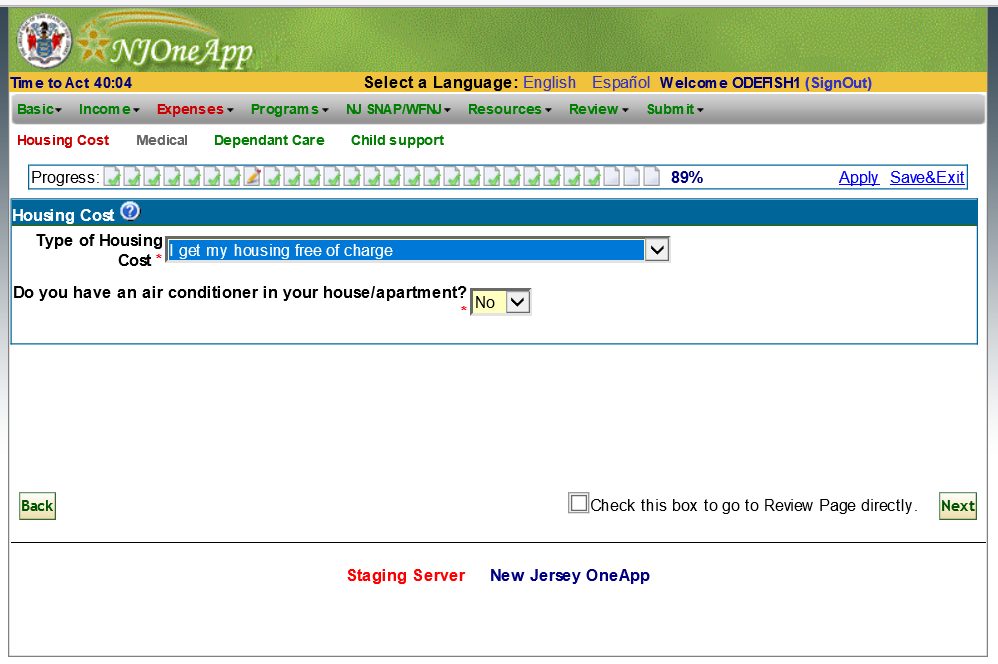 NJOneApp
Time to Act 40:04 Select a Language: English Español Welcome ODEFISH1 (SignOut)
Basic Income Expenses Programs NJ SNAP/WFNJ Resources Review Submit
Housing Cost Medical Dependant Care Child support
Progress: 89% Apply Save&Exit
Housing Cost ?
Type of Housing
Cost * I get my housing free of charge
Do you have an air conditioner in your house/apartment?
* No
Back Check this box to go to Review Page directly. Next
Staging Server New Jersey OneApp